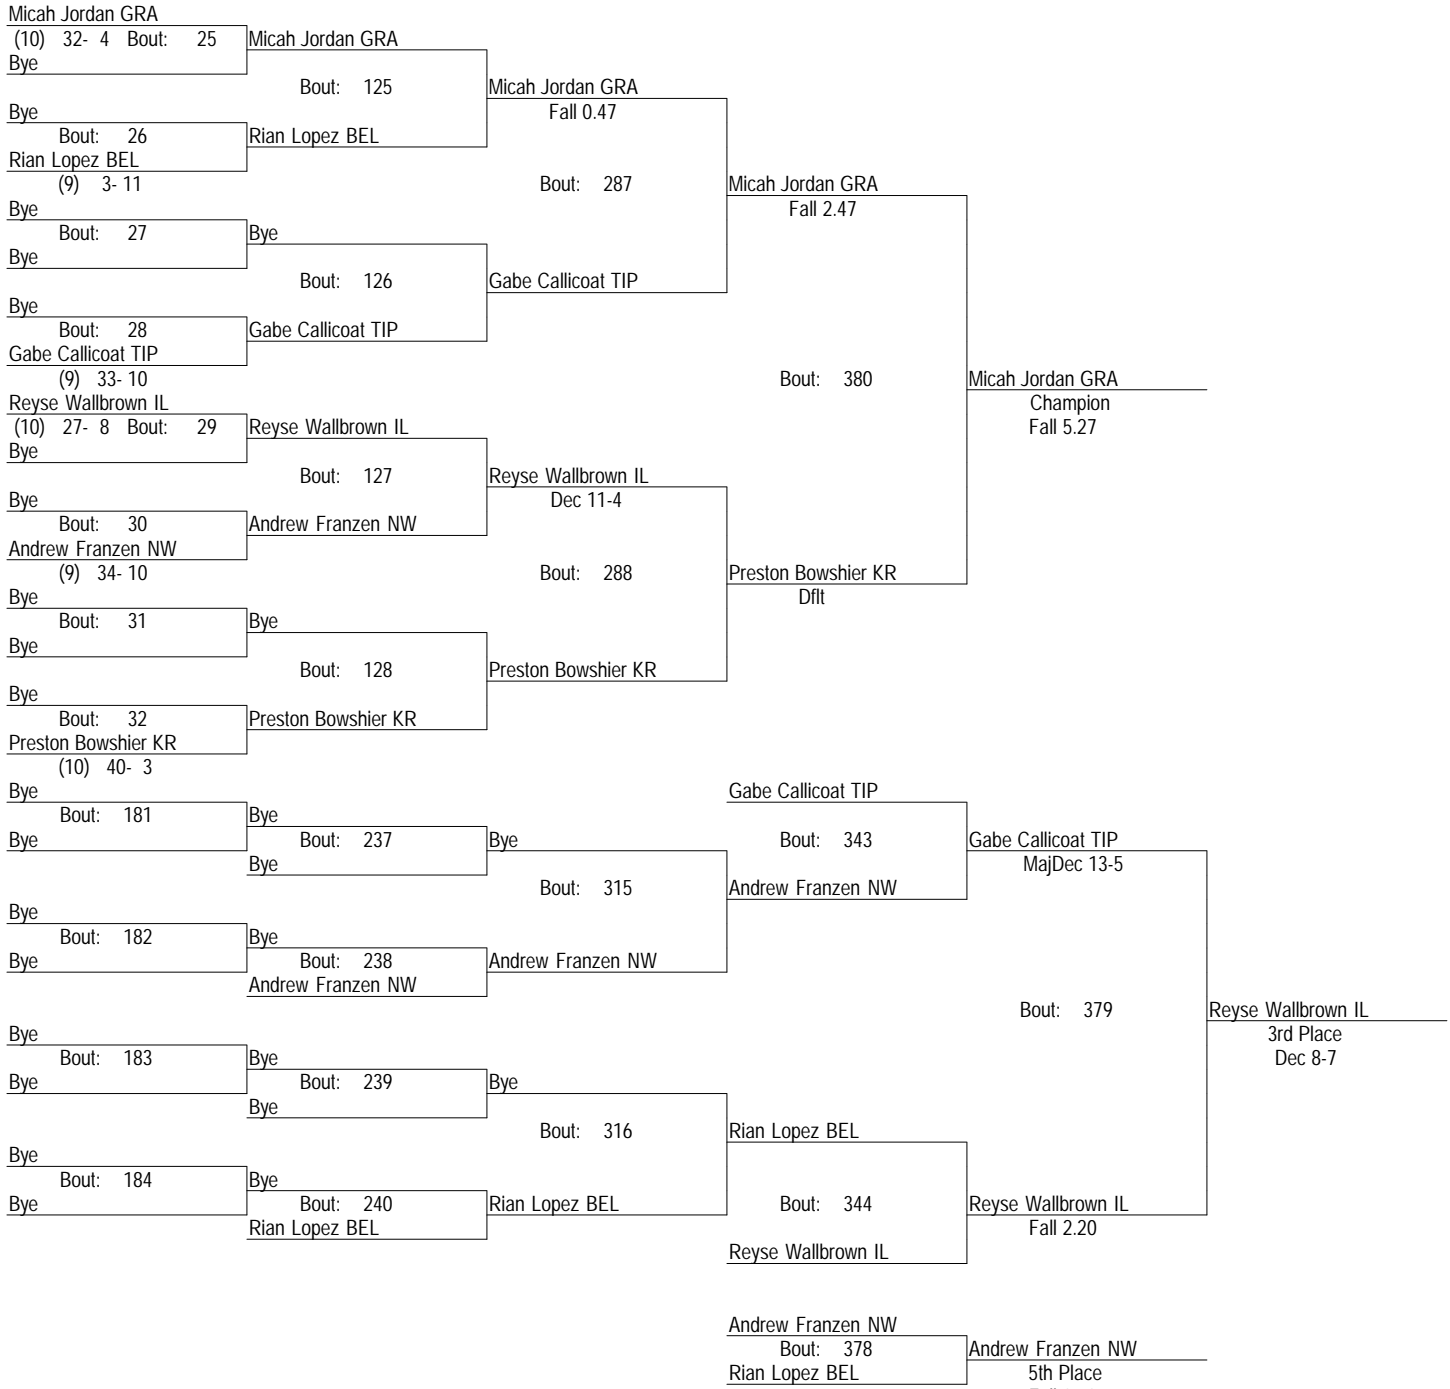 Micah Jordan GRA
(10) 32- 4 Bout: 25 Micah Jordan GRA
Bye
Bout: 125 Micah Jordan GRA
Bye Fall 0.47
Bout: 26 Rian Lopez BEL
Rian Lopez BEL
(9) 3- 11 Bout: 287 Micah Jordan GRA
Bye Fall 2.47
Bout: 27 Bye
Bye
Bout: 126 Gabe Callicoat TIP
Bye
Bout: 28 Gabe Callicoat TIP
Gabe Callicoat TIP
(9) 33- 10 Bout: 380 Micah Jordan GRA
Reyse Wallbrown IL Champion
(10) 27- 8 Bout: 29 Reyse Wallbrown IL Fall 5.27
Bye
Bout: 127 Reyse Wallbrown IL
Bye Dec 11-4
Bout: 30 Andrew Franzen NW
Andrew Franzen NW
(9) 34- 10 Bout: 288 Preston Bowshier KR
Bye Dflt
Bout: 31 Bye
Bye
Bout: 128 Preston Bowshier KR
Bye
Bout: 32 Preston Bowshier KR
Preston Bowshier KR
(10) 40- 3
Bye Gabe Callicoat TIP
Bout: 181 Bye
Bye Bout: 237 Bye Bout: 343 Gabe Callicoat TIP
Bye MajDec 13-5
Bout: 315 Andrew Franzen NW
Bye
Bout: 182 Bye
Bye Bout: 238 Andrew Franzen NW
Andrew Franzen NW
Bout: 379 Reyse Wallbrown IL
Bye 3rd Place
Bout: 183 Bye Dec 8-7
Bye Bout: 239 Bye
Bye
Bout: 316 Rian Lopez BEL
Bye
Bout: 184 Bye
Bye Bout: 240 Rian Lopez BEL Bout: 344 Reyse Wallbrown IL
Rian Lopez BEL Fall 2.20
Reyse Wallbrown IL
Andrew Franzen NW
Bout: 378 Andrew Franzen NW
Rian Lopez BEL 5th Place